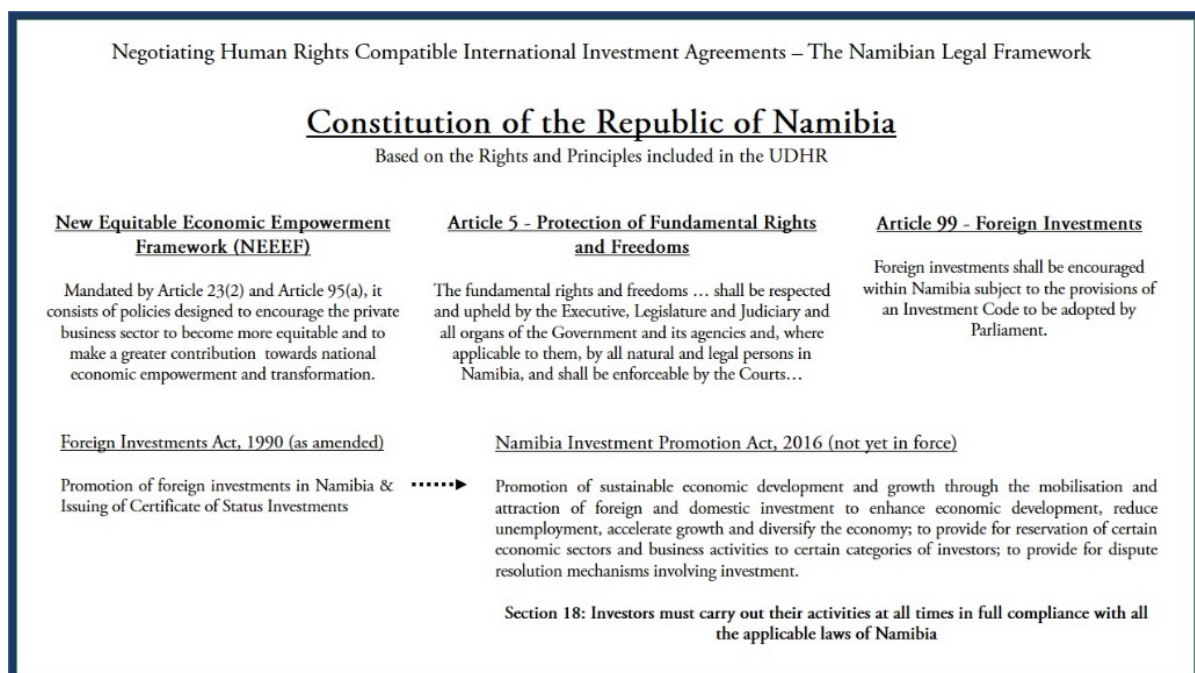 Negotiating Human Rights Compatible International Investment Agreements – The Namibian Legal Framework
Constitution of the Republic of Namibia
Based on the Rights and Principles included in the UDHR
New Equitable Economic Empowerment
Framework (NEEEF)
Mandated by Article 23(2) and Article 95(a), it
consists of policies designed to encourage the private
business sector to become more equitable and to
make a greater contribution towards national
economic empowerment and transformation.
Article 5 - Protection of Fundamental Rights
and Freedoms
The fundamental rights and freedoms … shall be respected
and upheld by the Executive, Legislature and Judiciary and
all organs of the Government and its agencies and, where
applicable to them, by all natural and legal persons in
Namibia, and shall be enforceable by the Courts…
Article 99 - Foreign Investments
Foreign investments shall be encouraged
within Namibia subject to the provisions of
an Investment Code to be adopted by
Parliament.
Foreign Investments Act, 1990 (as amended)
Promotion of foreign investments in Namibia &
Issuing of Certificate of Status Investments
Namibia Investment Promotion Act, 2016 (not yet in force)
Promotion of sustainable economic development and growth through the mobilisation and
attraction of foreign and domestic investment to enhance economic development, reduce
unemployment, accelerate growth and diversify the economy; to provide for reservation of certain
economic sectors and business activities to certain categories of investors; to provide for dispute
resolution mechanisms involving investment.
Section 18: Investors must carry out their activities at all times in full compliance with all
the applicable laws of Namibia